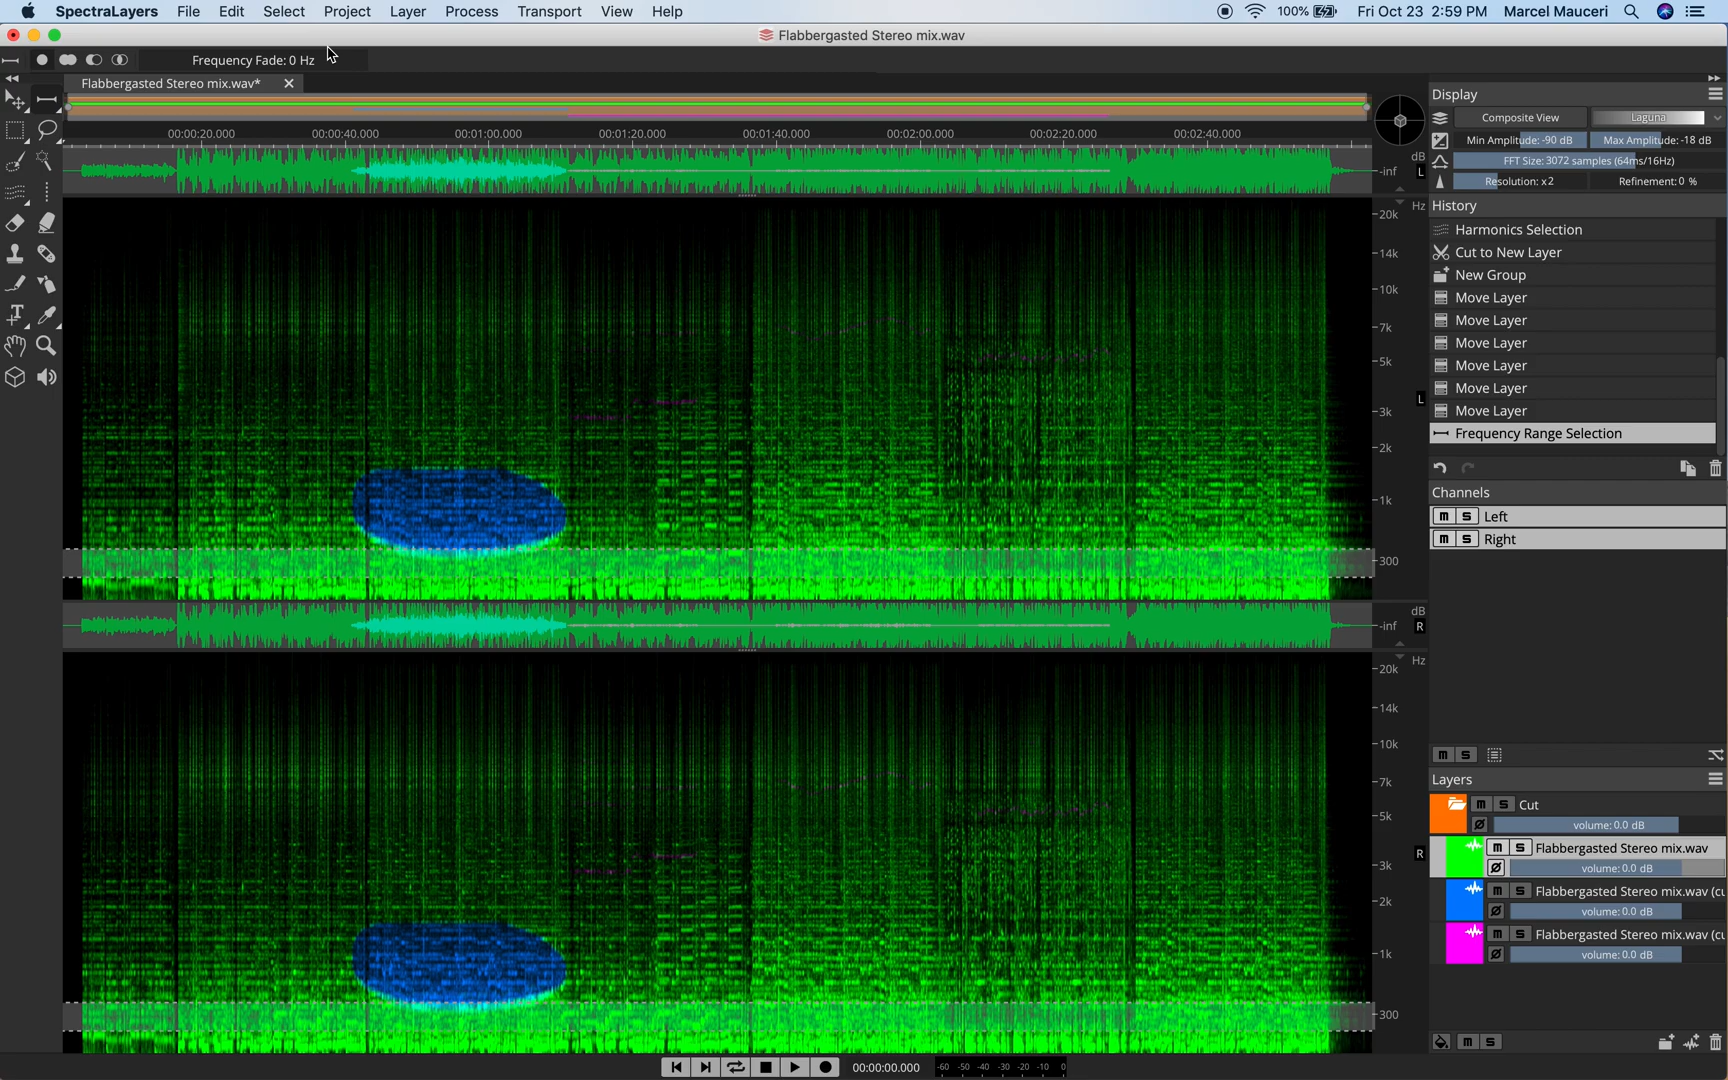 SpectraLayers File Edit Select Project Layer Process Transport View Help 100% Fri Oct 23 2:59 PM Marcel Mauceri
Flabbergasted Stereo mix.wav
Frequency Fade: 0 Hz
Flabbergasted Stereo mix.wav*
00:00:20.000 00:00:40.000 00:01:00.000 00:01:20.000 00:01:40.000 00:02:00.000 00:02:20.000 00:02:40.000
dB
-inf L
Hz
20k
14k
10k
7k
5k
L
3k
2k
1k
300
dB
-inf R
Hz
20k
14k
10k
7k
5k
R
3k
2k
1k
300
00:00:00.000 -60 -50 -40 -30 -20 -10 0
Display
Composite View Laguna
Min Amplitude: -90 dB Max Amplitude: -18 dB
FFT Size: 3072 samples (64ms/16Hz)
Resolution: x2 Refinement: 0 %
History
Harmonics Selection
Cut to New Layer
New Group
Move Layer
Move Layer
Move Layer
Move Layer
Move Layer
Move Layer
Frequency Range Selection
Channels
m S Left
m S Right
m S
Layers
m S Cut
volume: 0.0 dB
m S Flabbergasted Stereo mix.wav
volume: 0.0 dB
m S Flabbergasted Stereo mix.wav (cu
volume: 0.0 dB
m S Flabbergasted Stereo mix.wav (cu
volume: 0.0 dB
m S